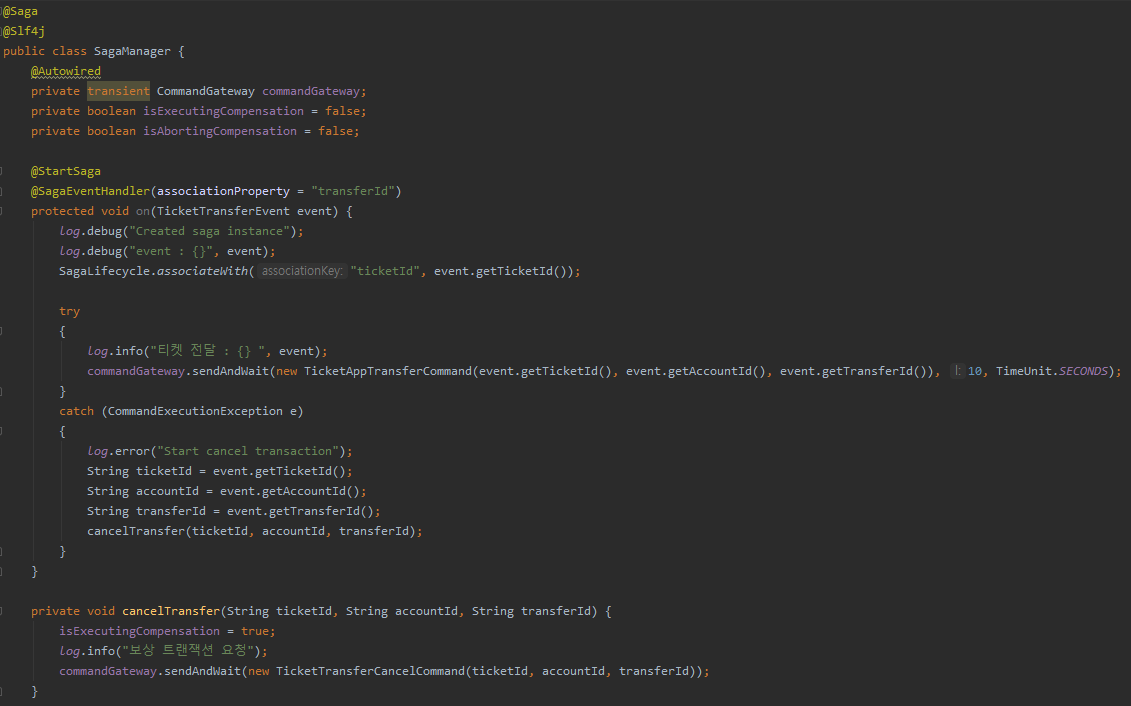 @Saga
@Slf4j
public class SagaManager {
@Autowired
private transient CommandGateway commandGateway;
private boolean isExecutingCompensation = false;
private boolean isAbortingCompensation = false;
@StartSaga
@SagaEventHandler(associationProperty = "transferId")
protected void on(TicketTransferEvent event) {
log.debug("Created saga instance");
log.debug("event : {}", event);
SagaLifecycle.associateWith( associationKey: "ticketId", event.getTicketId());
try
{
log.info("티켓 전달 : {} ", event);
commandGateway.sendAndWait(new TicketAppTransferCommand(event.getTicketId(), event.getAccountId(), event.getTransferId()), l: 10, TimeUnit.SECONDS);
}
catch (CommandExecutionException e)
{
log.error("Start cancel transaction");
String ticketId = event.getTicketId();
String accountId = event.getAccountId();
String transferId = event.getTransferId();
cancelTransfer(ticketId, accountId, transferId);
}
}
private void cancelTransfer(String ticketId, String accountId, String transferId) {
isExecutingCompensation = true;
log.info("보상 트랜잭션 요청");
commandGateway.sendAndWait(new TicketTransferCancelCommand(ticketId, accountId, transferId));
}